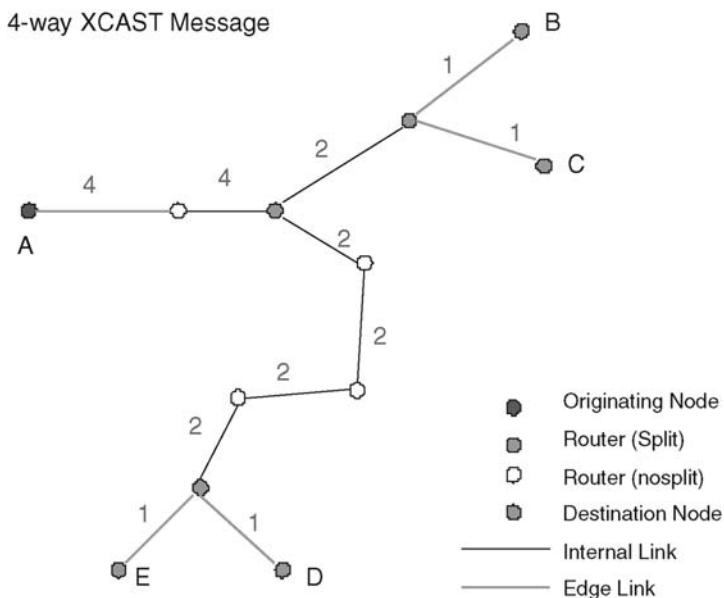 4-way XCAST Message
B
1
1
C
2
4
4
A
2
2
2
2
1
1
E
D
Originating Node
Router (Split)
Router (nosplit)
Destination Node
Internal Link
Edge Link